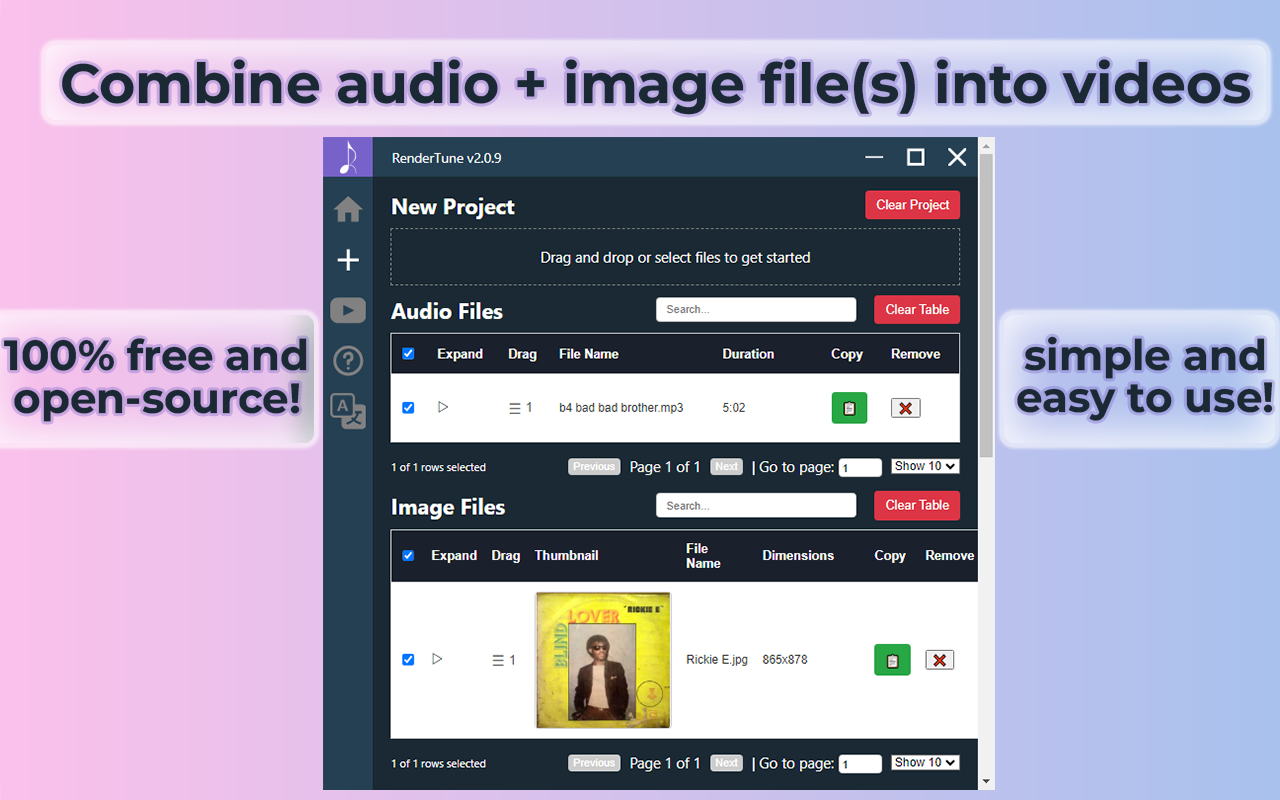 Combine audio + image file(s) into videos
RenderTune v2.0.9
New Project
Clear Project
Drag and drop or select files to get started
Audio Files
Search...
Clear Table
Expand Drag File Name Duration Copy Remove
1 b4 bad bad brother.mp3 5:02
1 of 1 rows selected
Previous Page 1 of 1 Next | Go to page: 1 Show 10
100% free and
open-source!
simple and
easy to use!
A
Image Files
Search...
Clear Table
Expand Drag Thumbnail File Name Dimensions Copy Remove
1 Rickie E.jpg 865x878
"RICKIE E"
LOVER
BLIND
1 of 1 rows selected
Previous Page 1 of 1 Next | Go to page: 1 Show 10